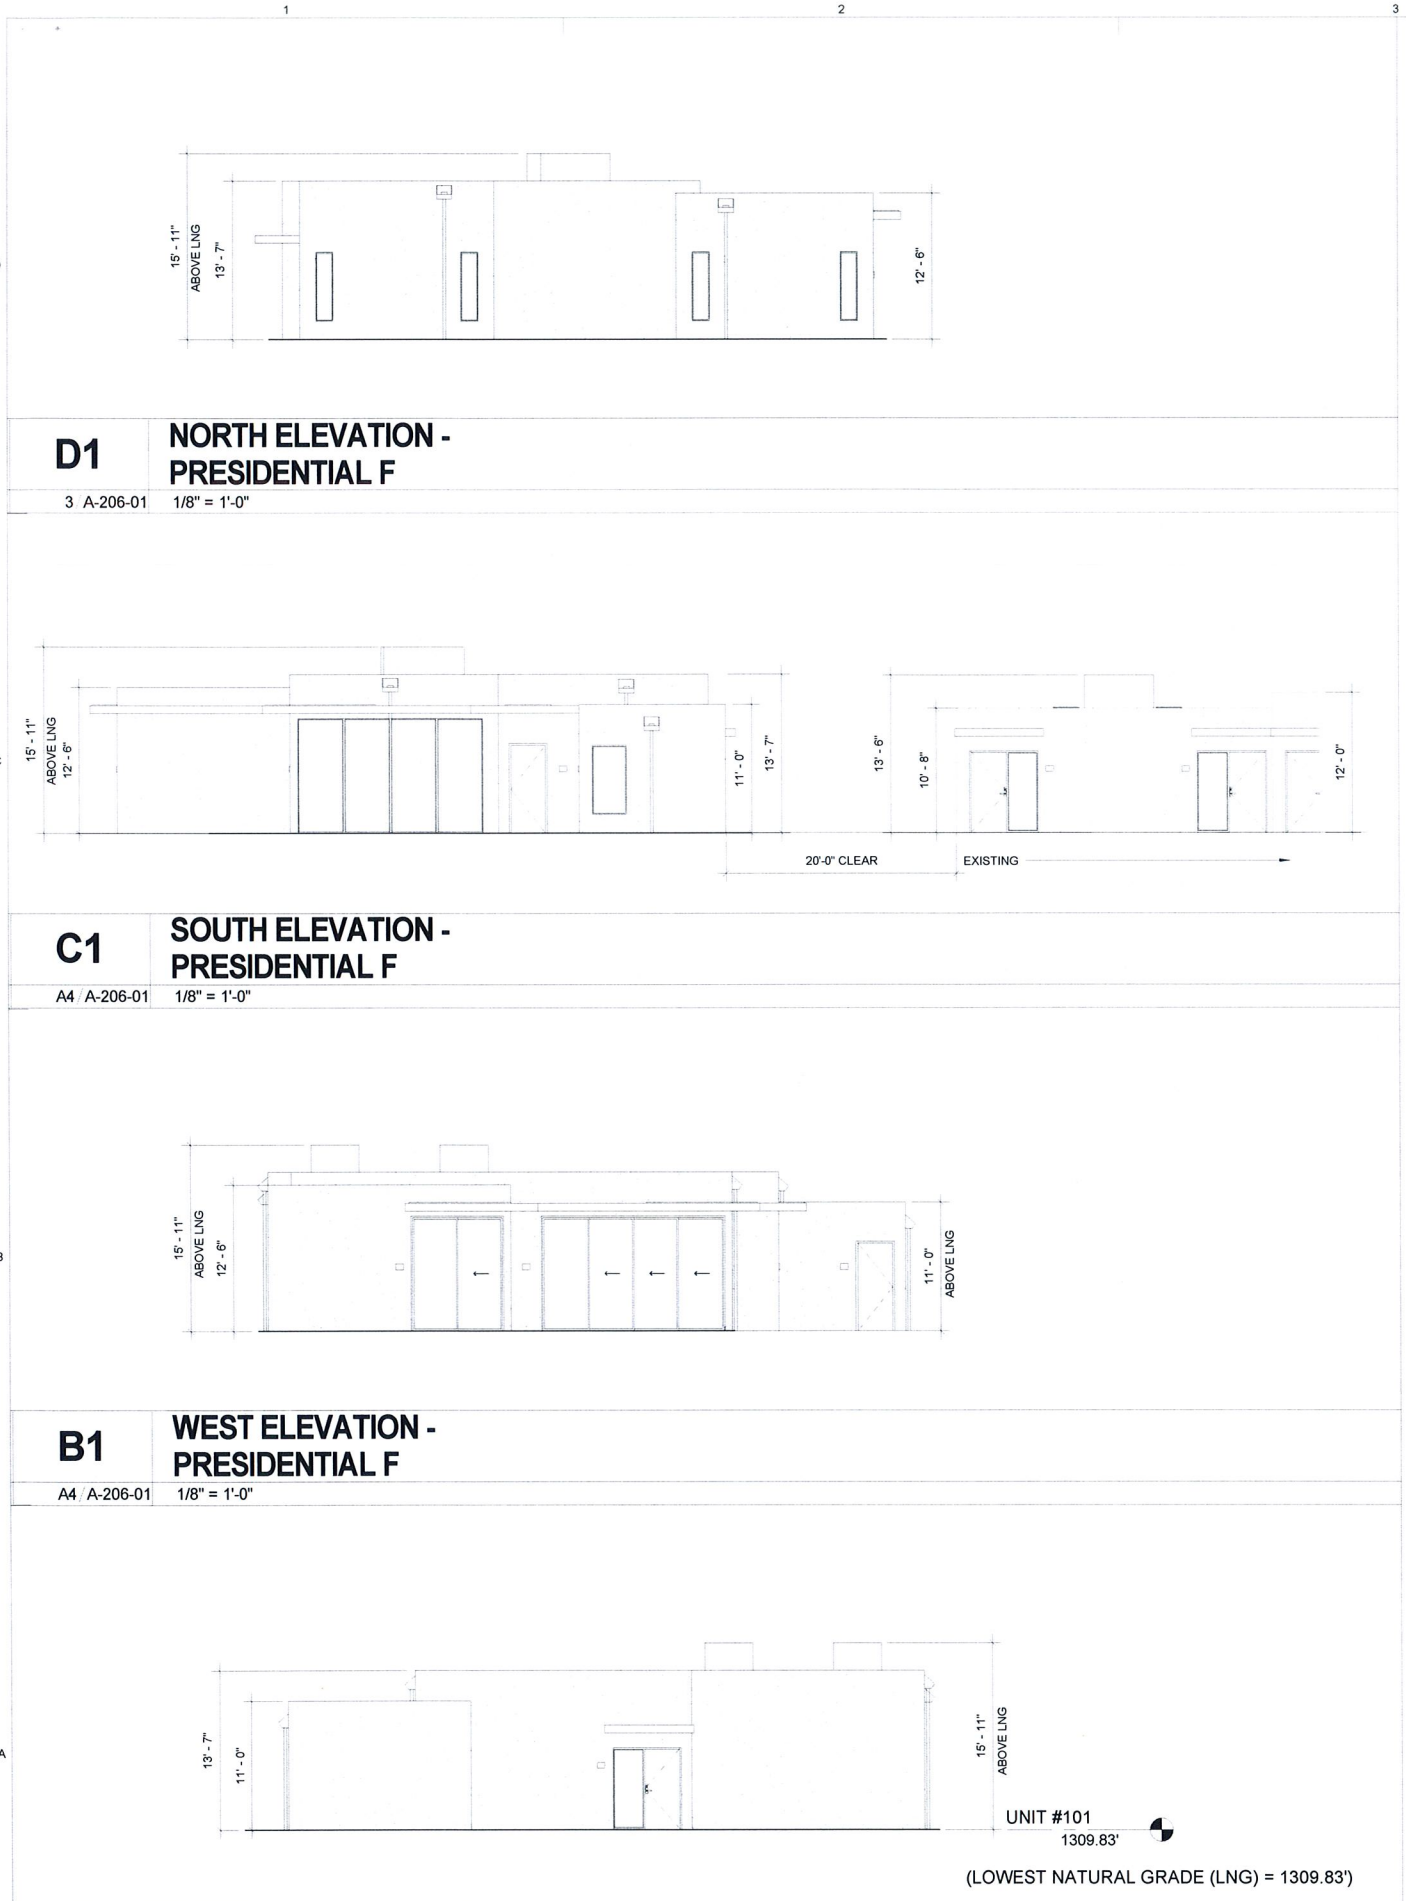 1
2
3
15' - 11"
ABOVE LNG
13' - 7"
12' - 6"
D1
NORTH ELEVATION -
PRESIDENTIAL F
3 / A-206-01
1/8" = 1'-0"
15' - 11"
ABOVE LNG
12' - 6"
11' - 0"
13' - 7"
13' - 6"
10' - 8"
12' - 0"
20'-0" CLEAR
EXISTING
C1
SOUTH ELEVATION -
PRESIDENTIAL F
A4 / A-206-01
1/8" = 1'-0"
15' - 11"
ABOVE LNG
12' - 6"
11' - 0"
ABOVE LNG
B1
WEST ELEVATION -
PRESIDENTIAL F
A4 / A-206-01
1/8" = 1'-0"
13' - 7"
11' - 0"
15' - 11"
ABOVE LNG
A
UNIT #101
1309.83'
(LOWEST NATURAL GRADE (LNG) = 1309.83')